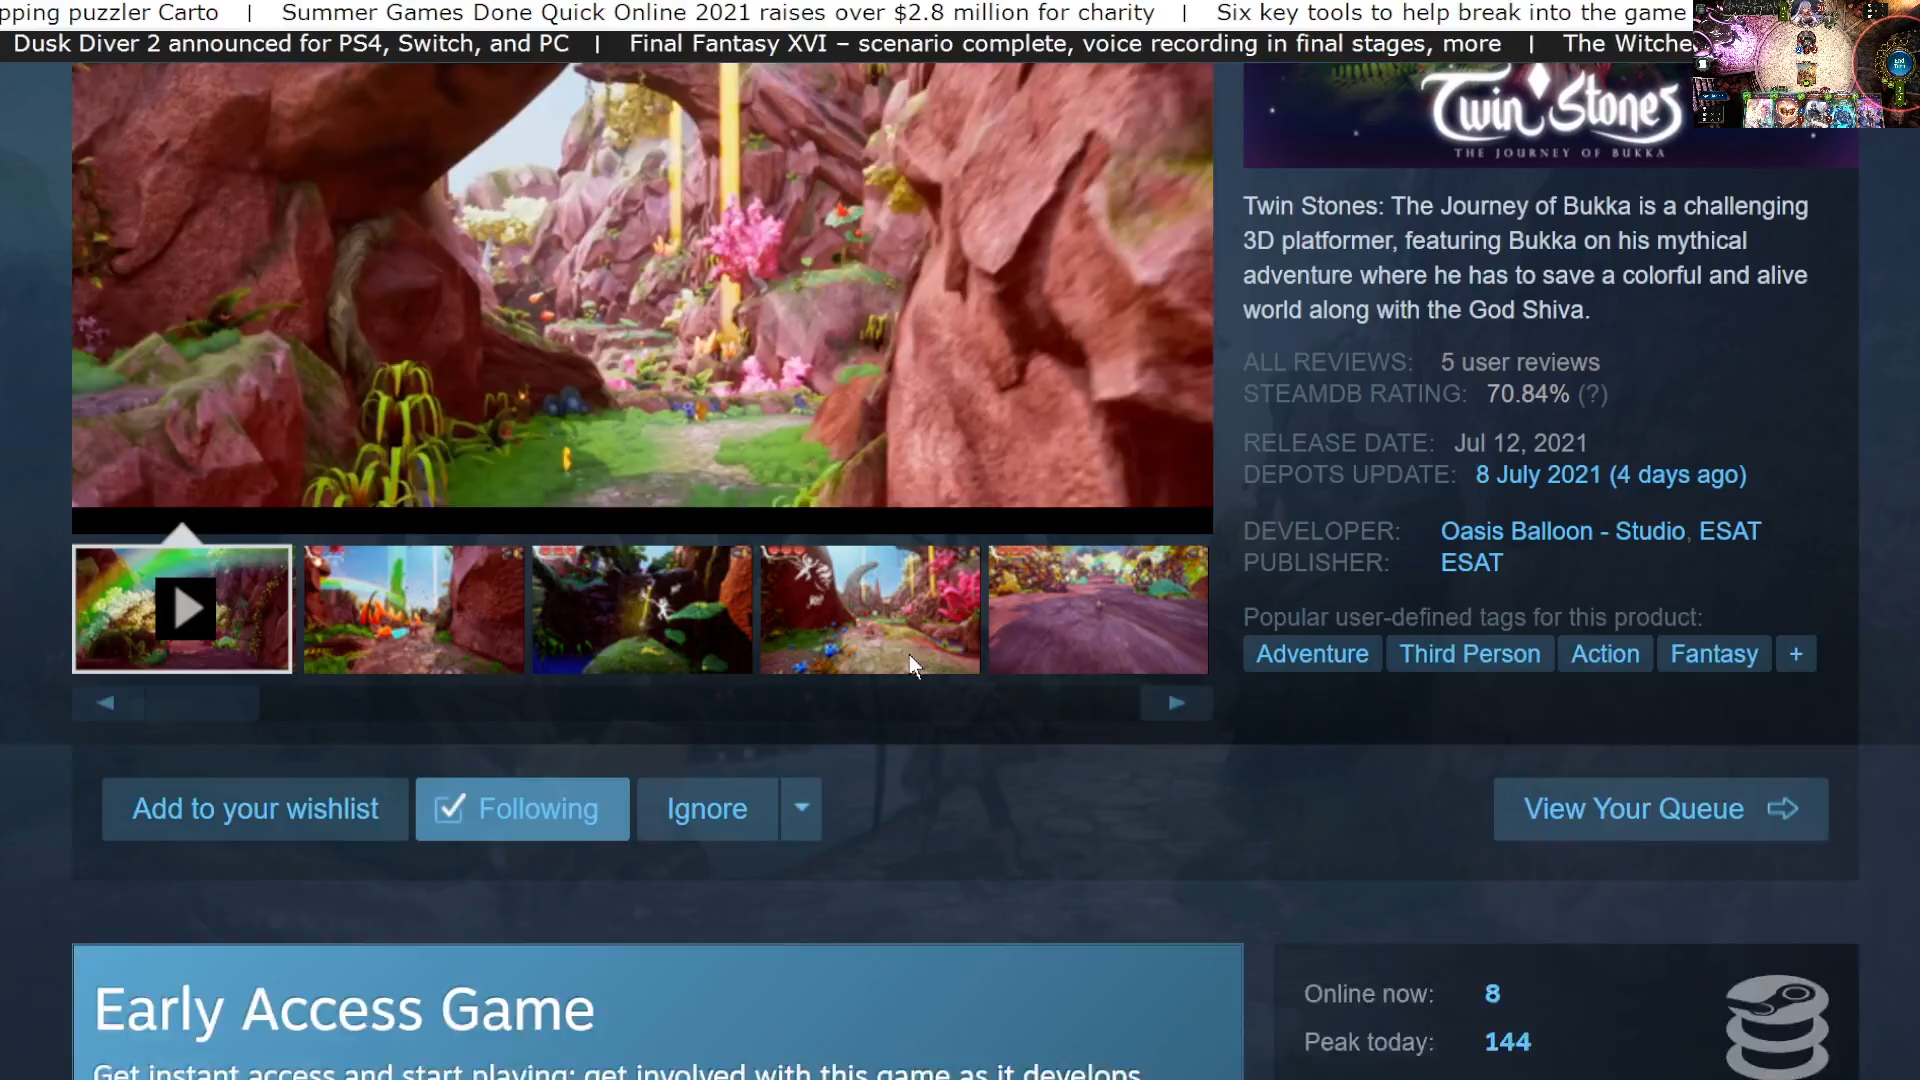 pping puzzler Carto | Summer Games Done Quick Online 2021 raises over $2.8 million for charity | Six key tools to help break into the game
Dusk Diver 2 announced for PS4, Switch, and PC | Final Fantasy XVI – scenario complete, voice recording in final stages, more | The Witche
Twin Stones
THE JOURNEY OF BUKKA
Twin Stones: The Journey of Bukka is a challenging
3D platformer, featuring Bukka on his mythical
adventure where he has to save a colorful and alive
world along with the God Shiva.
ALL REVIEWS: 5 user reviews
STEAMDB RATING: 70.84% (?)
RELEASE DATE: Jul 12, 2021
DEPOTS UPDATE: 8 July 2021 (4 days ago)
DEVELOPER: Oasis Balloon - Studio, ESAT
PUBLISHER: ESAT
Popular user-defined tags for this product:
Adventure Third Person Action Fantasy +
Add to your wishlist Following Ignore View Your Queue
Early Access Game
Get instant access and start playing; get involved with this game as it develops
Online now: 8
Peak today: 144